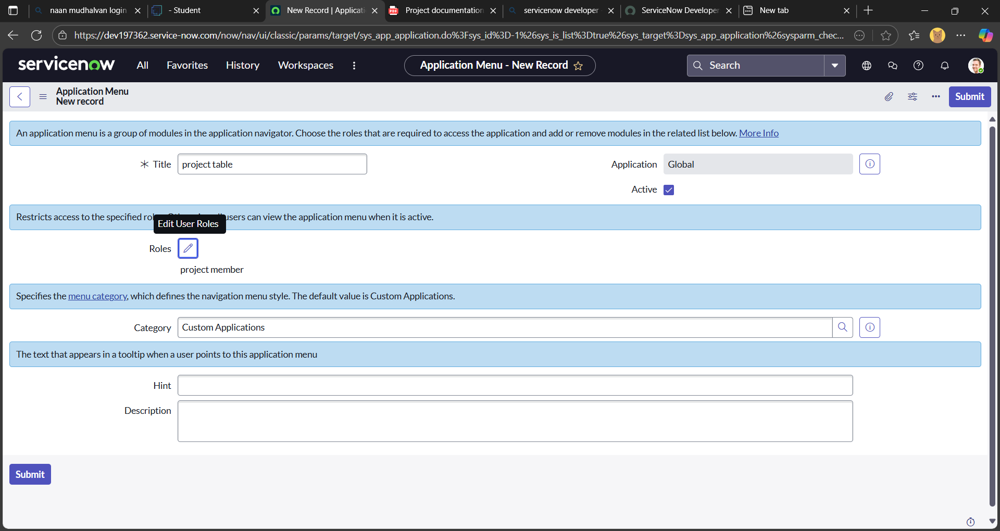 naan mudhalvan login
- Student
New Record | Applicati
PDF
Project documentation
servicenow developer
ServiceNow Developer
New tab
https://dev197362.service-now.com/now/nav/ui/classic/params/target/sys_app_application.do%3Fsys_id%3D-1%26sys_is_list%3Dtrue%26sys_target%3Dsys_app_application%26sysparm_chec...
servicenow
All
Favorites
History
Workspaces
Application Menu - New Record
Search
Application Menu
New record
Submit
An application menu is a group of modules in the application navigator. Choose the roles that are required to access the application and add or remove modules in the related list below. More Info
Title
project table
Application
Global
Active
Restricts access to the specified users can view the application menu when it is active.
Edit User Roles
Roles
project member
Specifies the menu category, which defines the navigation menu style. The default value is Custom Applications.
Category
Custom Applications
The text that appears in a tooltip when a user points to this application menu
Hint
Description
Submit